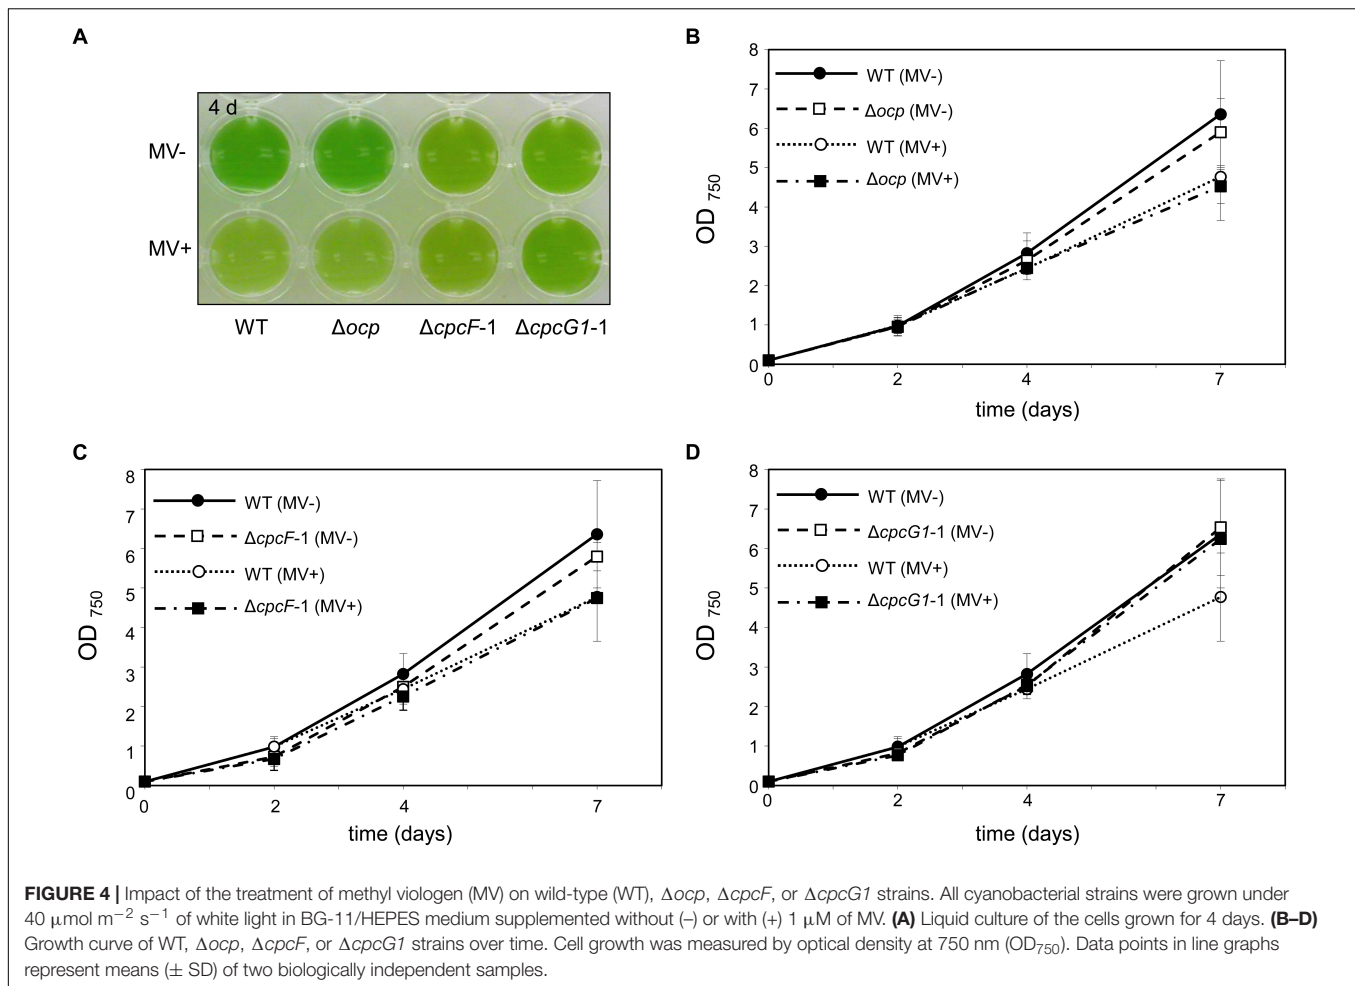 A
4 d
MV-
MV+
WT Δocp ΔcpcF-1 ΔcpcG1-1
B
8
7
6
5
4
3
2
1
0
OD 750
WT (MV-)
Δocp (MV-)
WT (MV+)
Δocp (MV+)
0 2 4 7
time (days)
C
8
7
6
5
4
3
2
1
0
OD 750
WT (MV-)
ΔcpcF-1 (MV-)
WT (MV+)
ΔcpcF-1 (MV+)
0 2 4 7
time (days)
D
8
7
6
5
4
3
2
1
0
OD 750
WT (MV-)
ΔcpcG1-1 (MV-)
WT (MV+)
ΔcpcG1-1 (MV+)
0 2 4 7
time (days)
FIGURE 4 | Impact of the treatment of methyl viologen (MV) on wild-type (WT), Δocp, ΔcpcF, or ΔcpcG1 strains. All cyanobacterial strains were grown under
40 μmol m−2 s−1 of white light in BG-11/HEPES medium supplemented without (–) or with (+) 1 μM of MV. (A) Liquid culture of the cells grown for 4 days. (B–D)
Growth curve of WT, Δocp, ΔcpcF, or ΔcpcG1 strains over time. Cell growth was measured by optical density at 750 nm (OD750). Data points in line graphs
represent means (± SD) of two biologically independent samples.